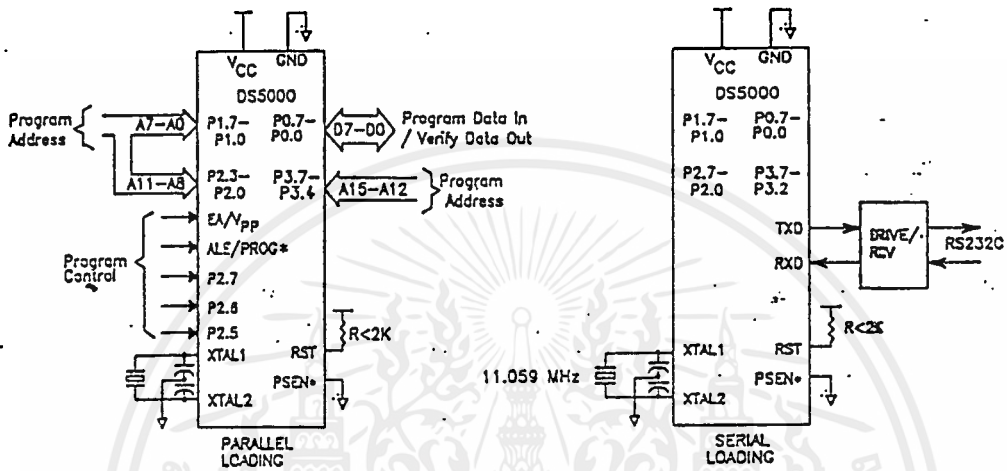 VCC GND
DS5000
Program Address
A7-A0
P1.7-
P1.0
P0.7-
P0.0
D7-D0
Program Data In
/ Verify Data Out
A11-A8
P2.3-
P2.0
P3.7-
P3.4
A15-A12
Program
Address
Program
Control
EA/VPP
ALE/PROG*
P2.7
P2.6
P2.5
R<2K
XTAL1
RST
PSEN*
XTAL2
PARALLEL
LOADING
VCC GND
DS5000
P1.7-
P1.0
P0.7-
P0.0
P2.7-
P2.0
P3.7-
P3.2
TXD
RXD
DRIVE/
RCV
RS232C
R<2K
11.059 MHz
XTAL1
RST
PSEN*
XTAL2
SERIAL
LOADING